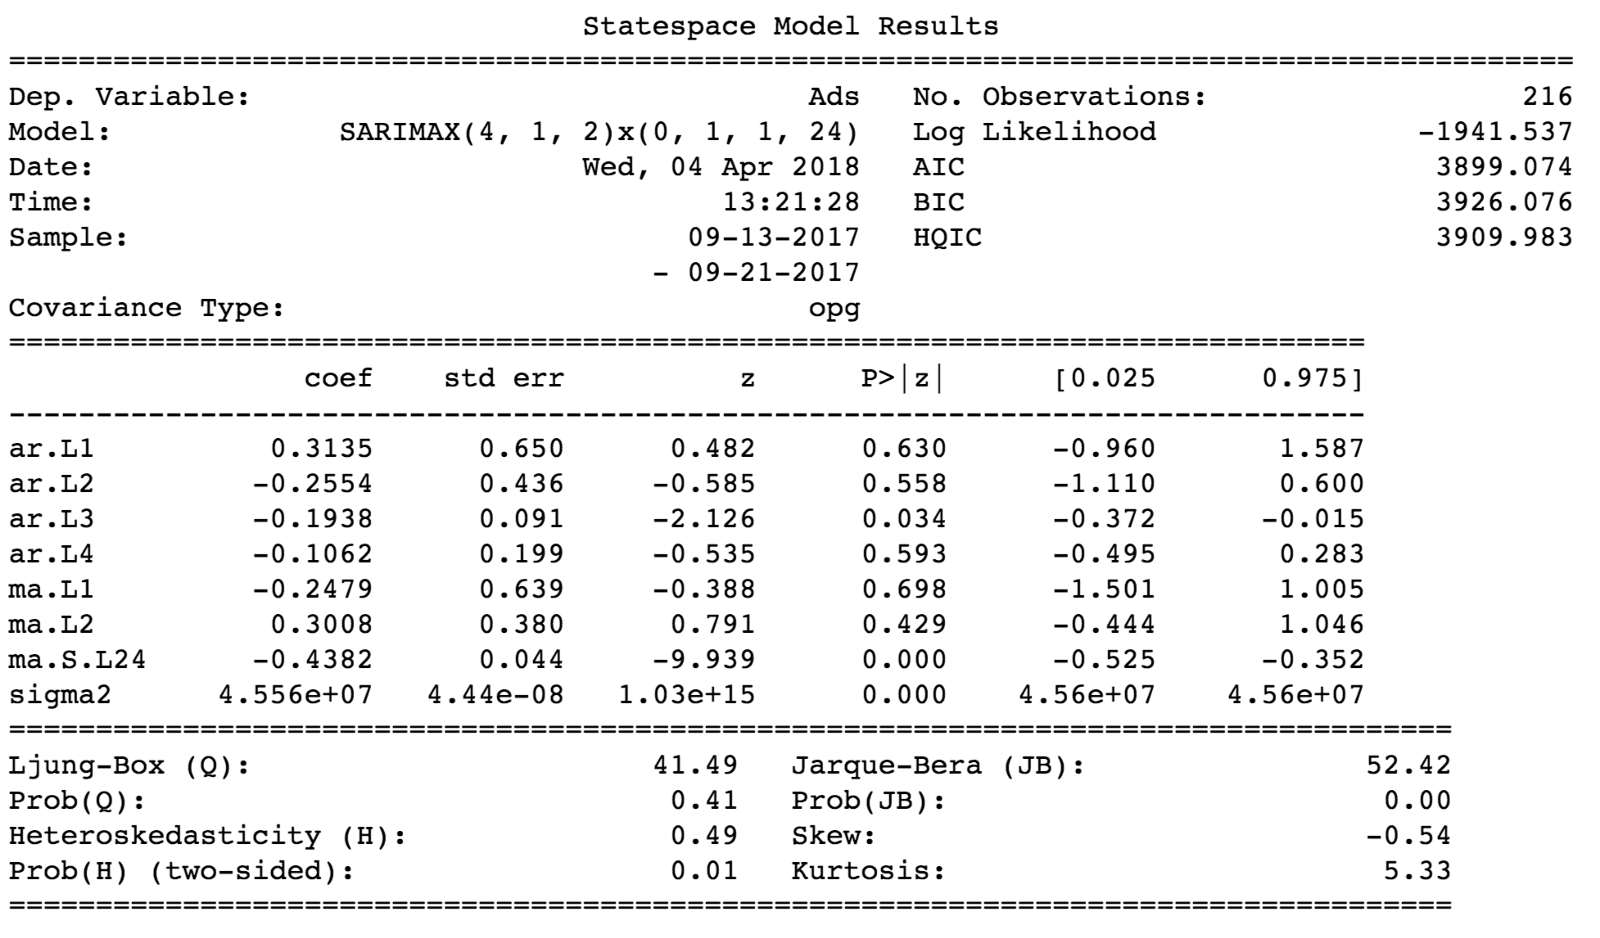 Statespace Model Results
==========================================================================================
Dep. Variable:                                Ads   No. Observations:                  216
Model:             SARIMAX(4, 1, 2)x(0, 1, 1, 24)   Log Likelihood               -1941.537
Date:                            Wed, 04 Apr 2018   AIC                           3899.074
Time:                                    13:21:28   BIC                           3926.076
Sample:                                09-13-2017   HQIC                          3909.983
                                     - 09-21-2017
Covariance Type:                              opg
==============================================================================
                 coef    std err          z      P>|z|      [0.025      0.975]
------------------------------------------------------------------------------
ar.L1          0.3135      0.650      0.482      0.630      -0.960       1.587
ar.L2         -0.2554      0.436     -0.585      0.558      -1.110       0.600
ar.L3         -0.1938      0.091     -2.126      0.034      -0.372      -0.015
ar.L4         -0.1062      0.199     -0.535      0.593      -0.495       0.283
ma.L1         -0.2479      0.639     -0.388      0.698      -1.501       1.005
ma.L2          0.3008      0.380      0.791      0.429      -0.444       1.046
ma.S.L24      -0.4382      0.044     -9.939      0.000      -0.525      -0.352
sigma2      4.556e+07   4.44e-08   1.03e+15      0.000    4.56e+07    4.56e+07
===================================================================================
Ljung-Box (Q):                       41.49   Jarque-Bera (JB):                52.42
Prob(Q):                              0.41   Prob(JB):                         0.00
Heteroskedasticity (H):               0.49   Skew:                            -0.54
Prob(H) (two-sided):                  0.01   Kurtosis:                         5.33
===================================================================================